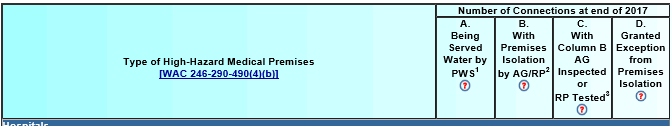 Number of Connections at end of 2017
Type of High-Hazard Medical Premises
[WAC 246-290-490(4)(b)]
A.
Being
Served
Water by
PWS1
?
B.
With
Premises
Isolation
by AG/RP2
?
C.
With
Column B
AG
Inspected
or
RP Tested3
?
D.
Granted
Exception
from
Premises
Isolation
?
Hospitals